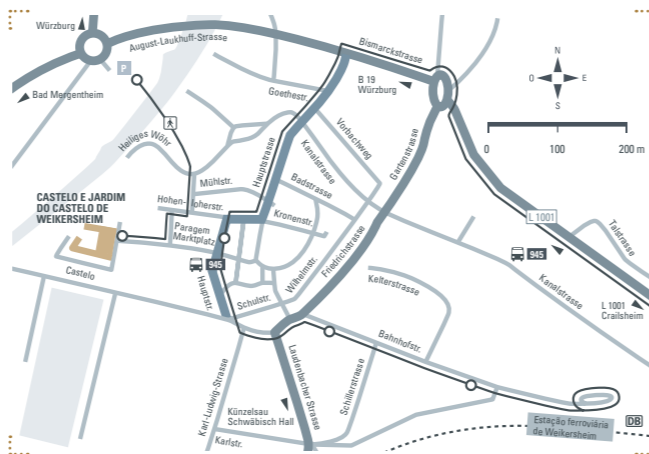 Würzburg
August-Laukhuff-Strasse
Bismarckstrasse
P
Bad Mergentheim
B 19
Würzburg
N
O
E
S
0
100
200 m
Goethestr.
Vorbachweg
Heiliges Wöhr
Hauptstrasse
Kanalstrasse
Gartenstrasse
Mühlstr.
Badstrasse
CASTELO E JARDIM
DO CASTELO DE
WEIKERSHEIM
Hohen-loherstr.
Kronenstr.
L 1001
Talstrasse
Paragem
Marktplatz
945
945
Castelo
Hauptstr.
Schulstr.
Wilhelmstr.
Friedrichstrasse
Kelterstrasse
Kanalstrasse
L 1001
Crailsheim
Bahnhofstr.
Karl-Ludwig-Strasse
Laudenbacher Strasse
Schillerstrasse
Künzelsau
Schwäbisch Hall
Karlstr.
Estação ferroviária
de Weikersheim
DB